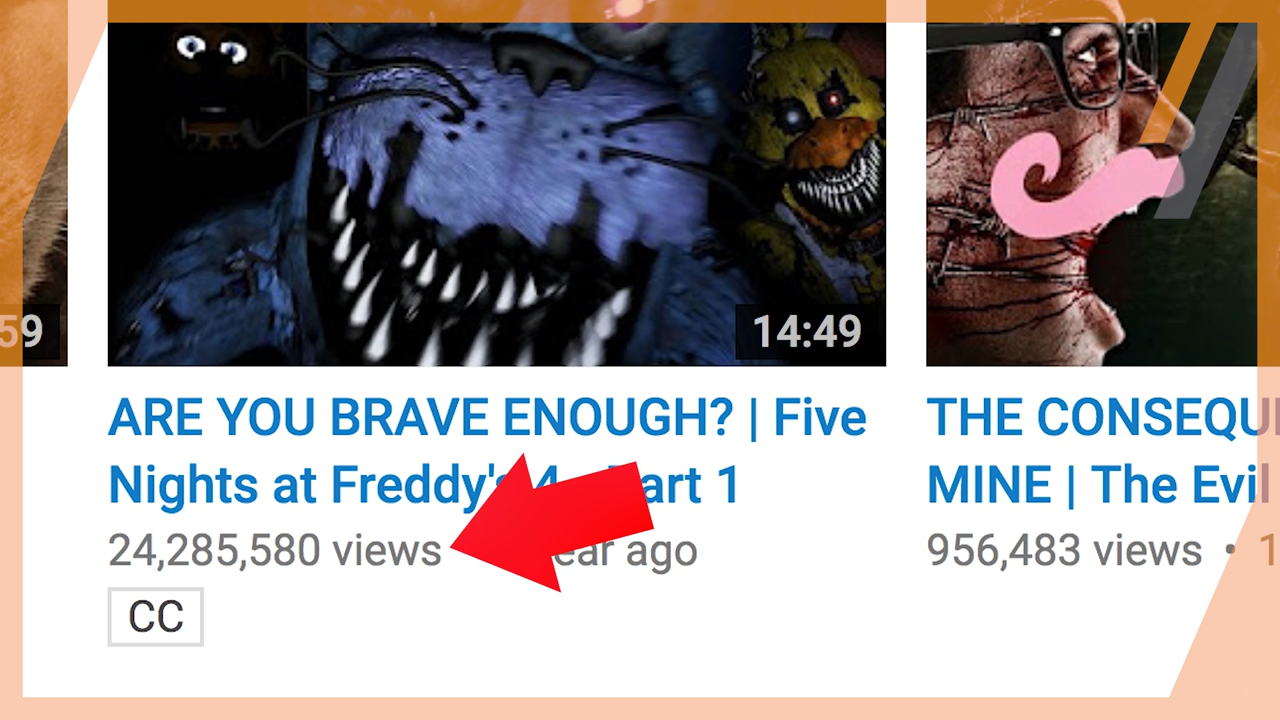 59
14:49
ARE YOU BRAVE ENOUGH? | Five
Nights at Freddy's 4 art 1
24,285,580 views ear ago
CC
THE CONSEQU
MINE | The Evil
956,483 views • 1